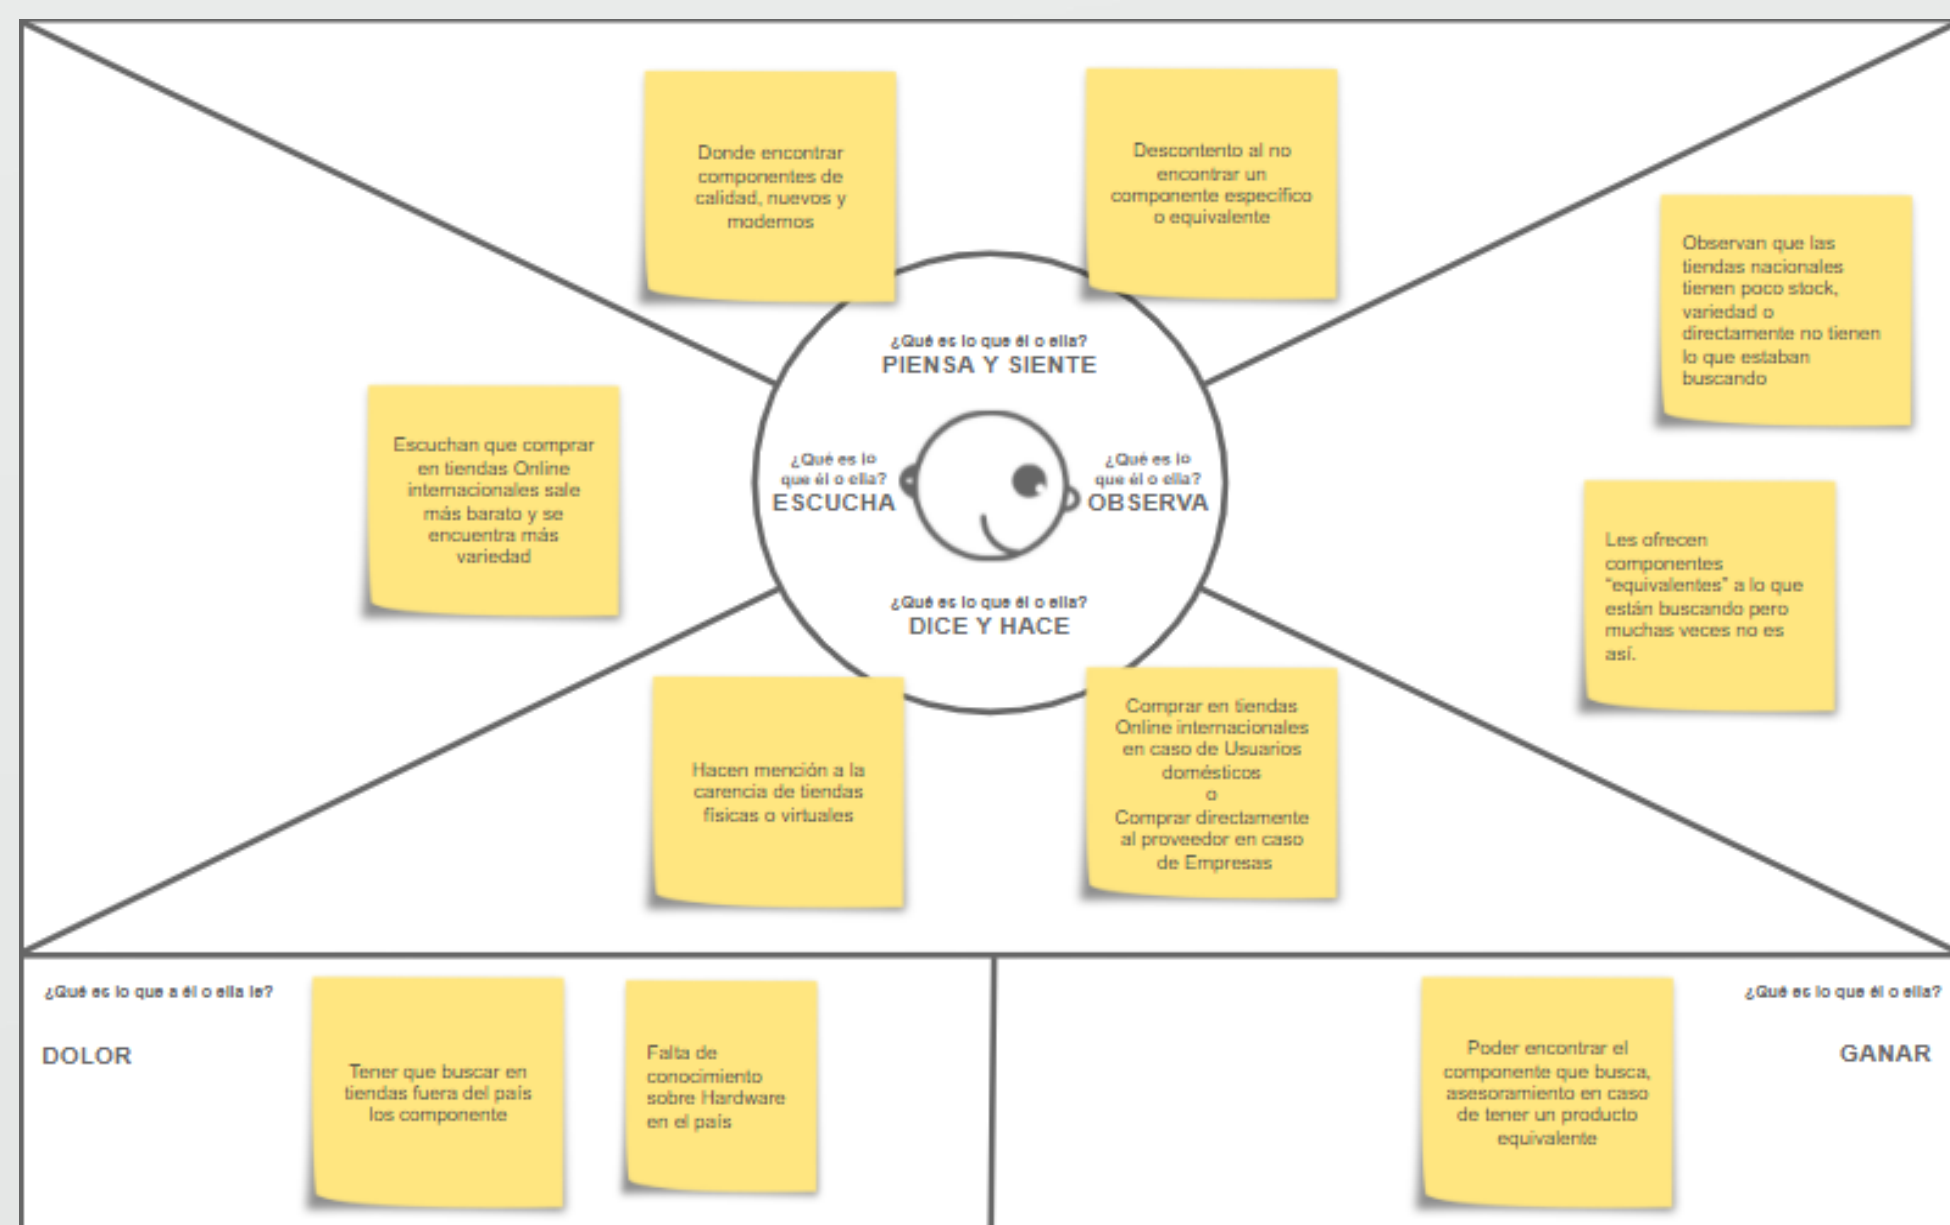 Donde encontrar
componentes de
calidad, nuevos y
modernos
Descontento al no
encontrar un
componente específico
o equivalente
Observan que las
tiendas nacionales
tienen poco stock,
variedad o
directamente no tienen
lo que estaban
buscando
¿Qué es lo que él o ella?
PIENSA Y SIENTE
Escuchan que comprar
en tiendas Online
internacionales sale
más barato y se
encuentra más
variedad
¿Qué es lo
que él o ella?
ESCUCHA
¿Qué es lo
que él o ella?
OBSERVA
Les ofrecen
componentes
“equivalentes” a lo que
están buscando pero
muchas veces no es
así.
¿Qué es lo que él o ella?
DICE Y HACE
Hacen mención a la
carencia de tiendas
físicas o virtuales
Comprar en tiendas
Online internacionales
en caso de Usuarios
domésticos
o
Comprar directamente
al proveedor en caso
de Empresas
¿Qué es lo que a él o ella le?
DOLOR
Tener que buscar en
tiendas fuera del país
los componente
Falta de
conocimiento
sobre Hardware
en el país
Poder encontrar el
componente que busca,
asesoramiento en caso
de tener un producto
equivalente
¿Qué es lo que él o ella?
GANAR